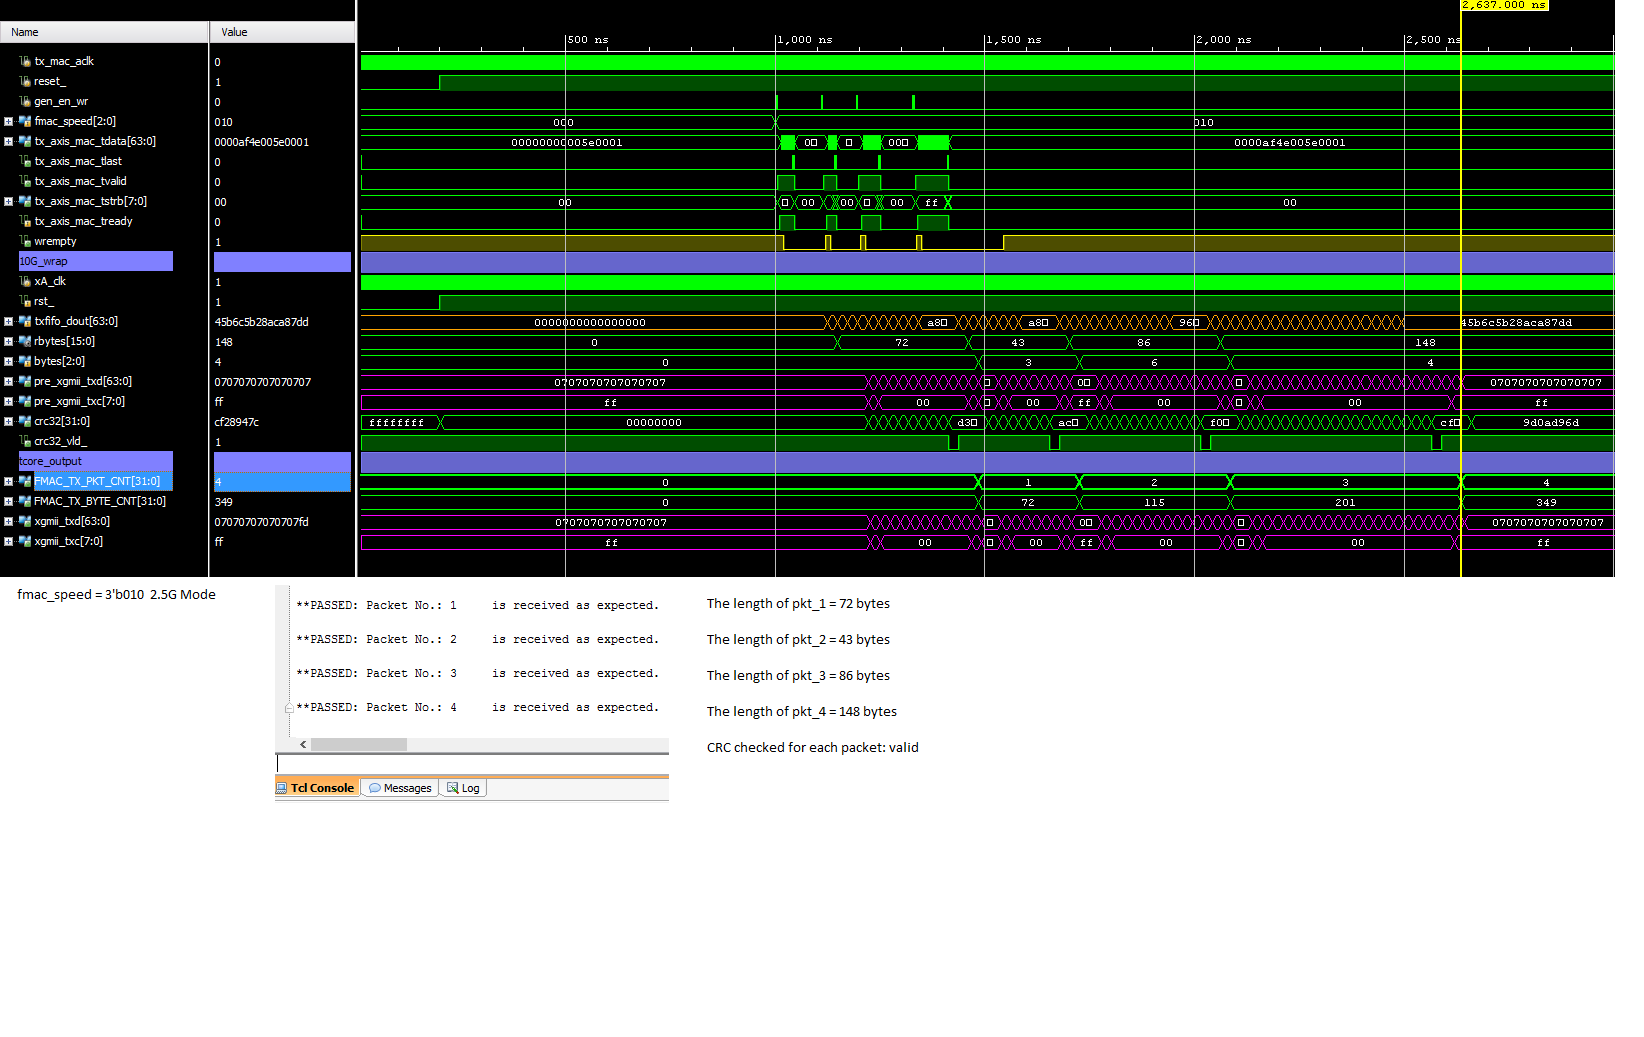 2,637.000 ns
Name Value
500 ns 1,000 ns 1,500 ns 2,000 ns 2,500 ns
tx_mac_aclk 0
reset_ 1
gen_en_wr 0
fmac_speed[2:0] 010 000 010
tx_axis_mac_tdata[63:0] 0000af4e005e0001 00000000005e0001 00 000 0000af4e005e0001
tx_axis_mac_tlast 0
tx_axis_mac_tvalid 0
tx_axis_mac_tstrb[7:0] 00 00 00 00 00 ff 00
tx_axis_mac_tready 0
wrempty 1
10G_wrap
xA_clk 1
rst_ 1
txfifo_dout[63:0] 45b6c5b28aca87dd 0000000000000000 a8 a8 96 45b6c5b28aca87dd
rbytes[15:0] 148 0 72 43 86 148
bytes[2:0] 4 0 3 6 4
pre_xgmii_txd[63:0] 0707070707070707 0707070707070707 0 0707070707070707
pre_xgmii_txc[7:0] ff ff 00 00 ff 00 00 ff
crc32[31:0] cf28947c ffffffff 00000000 d3 ac f0 cf 9d0ad96d
crc32_vld_ 1
tcore_output
FMAC_TX_PKT_CNT[31:0] 4 0 1 2 3 4
FMAC_TX_BYTE_CNT[31:0] 349 0 72 115 201 349
xgmii_txd[63:0] 07070707070707fd 0707070707070707 0 0707070707070707
xgmii_txc[7:0] ff ff 00 00 ff 00 00 ff
fmac_speed = 3'b010 2.5G Mode
**PASSED: Packet No.: 1 is received as expected.
**PASSED: Packet No.: 2 is received as expected.
**PASSED: Packet No.: 3 is received as expected.
**PASSED: Packet No.: 4 is received as expected.
Tcl Console Messages Log
The length of pkt_1 = 72 bytes
The length of pkt_2 = 43 bytes
The length of pkt_3 = 86 bytes
The length of pkt_4 = 148 bytes
CRC checked for each packet: valid